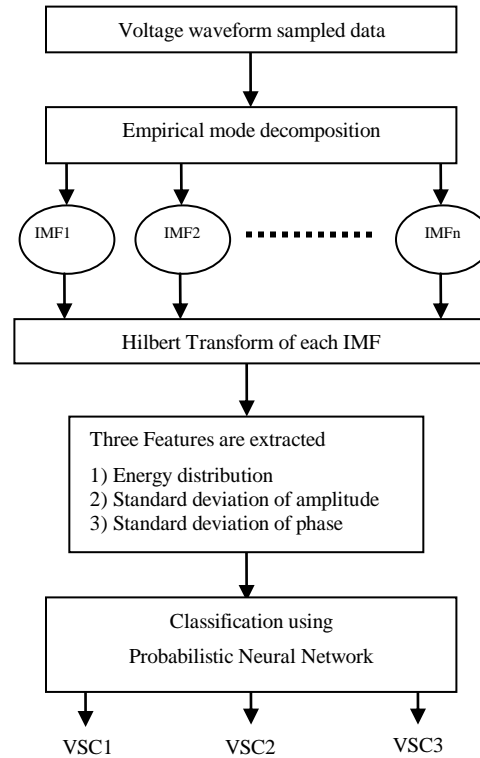 Voltage waveform sampled data
Empirical mode decomposition
IMF1 IMF2 IMFn
Hilbert Transform of each IMF
Three Features are extracted
1) Energy distribution
2) Standard deviation of amplitude
3) Standard deviation of phase
Classification using
Probabilistic Neural Network
VSC1 VSC2 VSC3